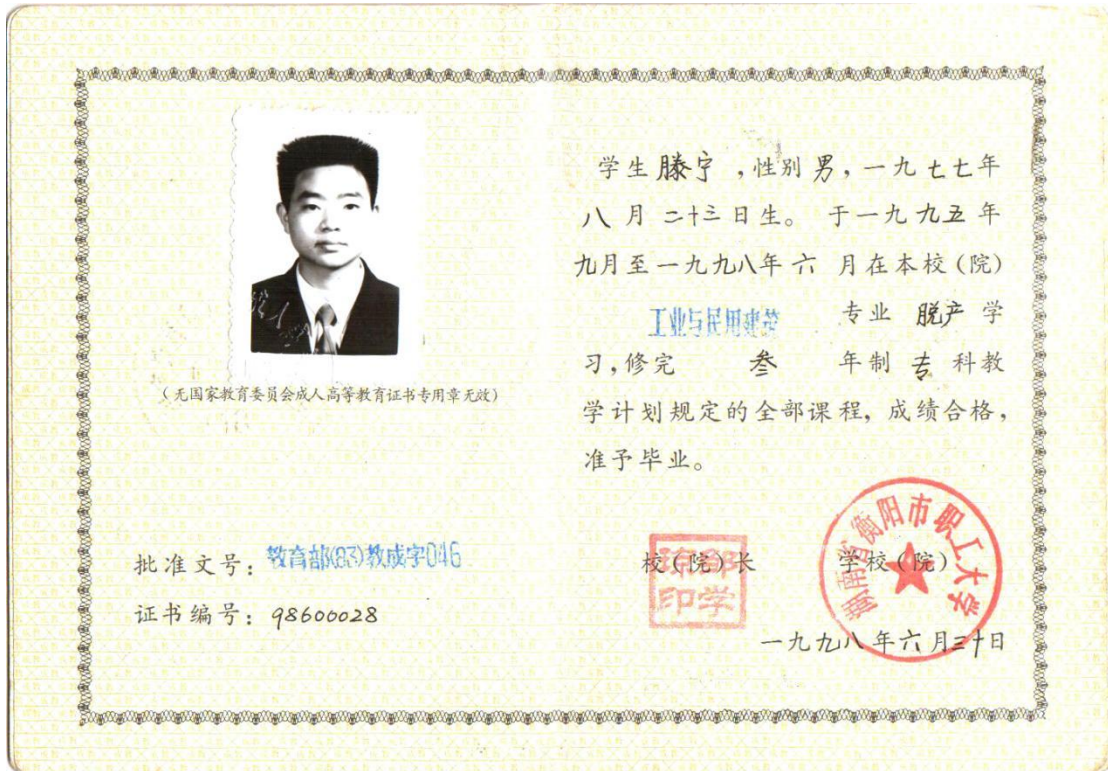 (无国家教育委员会成人高等教育证书专用章无效)
批准文号：教育部(83)教成字046
证书编号：98600028
学生滕宁，性别男，一九七七年
八月二十三日生。于一九九五年
九月至一九九八年六月在本校(院)
工业与民用建筑 专业 脱产学
习，修完 叁 年制 专 科教
学计划规定的全部课程，成绩合格，
准予毕业。
校(院)长 学校(院)
湖南省衡阳市职工大学
一九九八年六月三十日